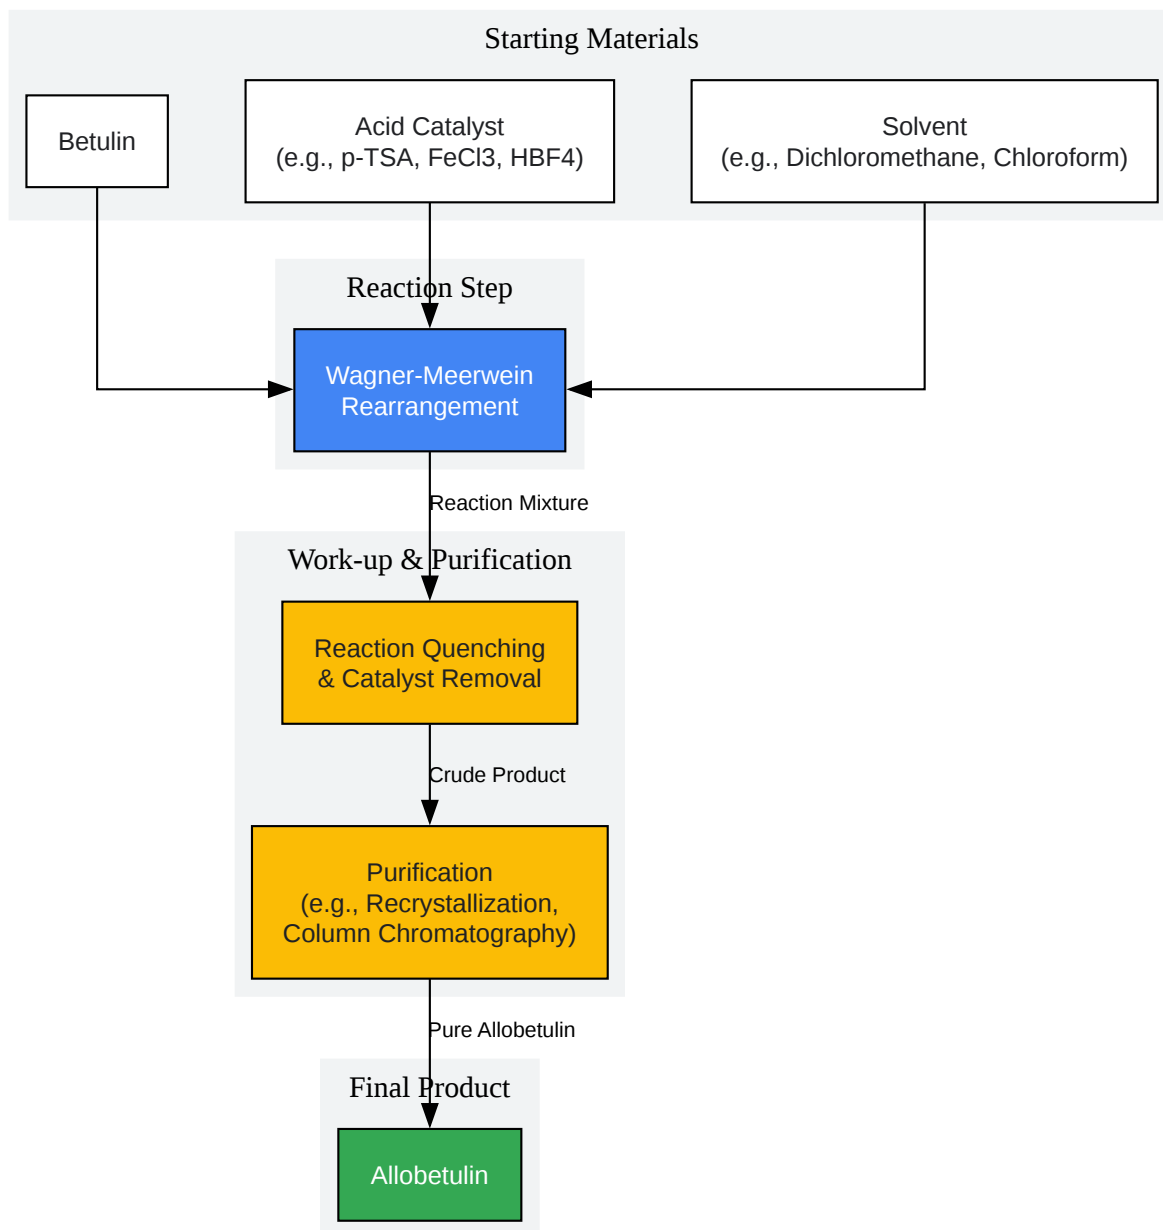 Starting Materials
Betulin
Acid Catalyst
(e.g., p-TSA, FeCl3, HBF4)
Solvent
(e.g., Dichloromethane, Chloroform)
Reaction Step
Wagner-Meerwein
Rearrangement
Reaction Mixture
Work-up & Purification
Reaction Quenching
& Catalyst Removal
Crude Product
Purification
(e.g., Recrystallization,
Column Chromatography)
Pure Allobetulin
Final Product
Allobetulin